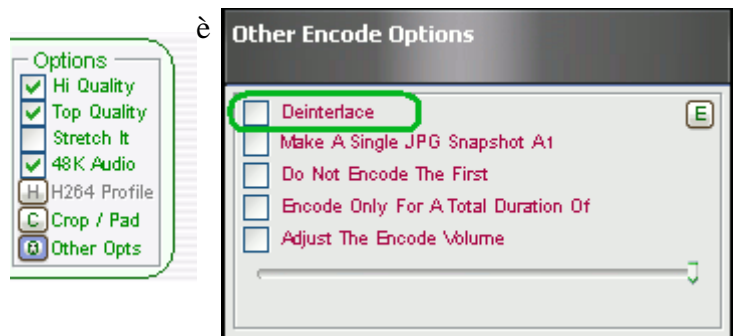 Options
Hi Quality
Top Quality
Stretch It
48K Audio
H H264 Profile
C Crop / Pad
Other Opts
è
Other Encode Options
Deinterlace
E
Make A Single JPG Snapshot At
Do Not Encode The First
Encode Only For A Total Duration Of
Adjust The Encode Volume